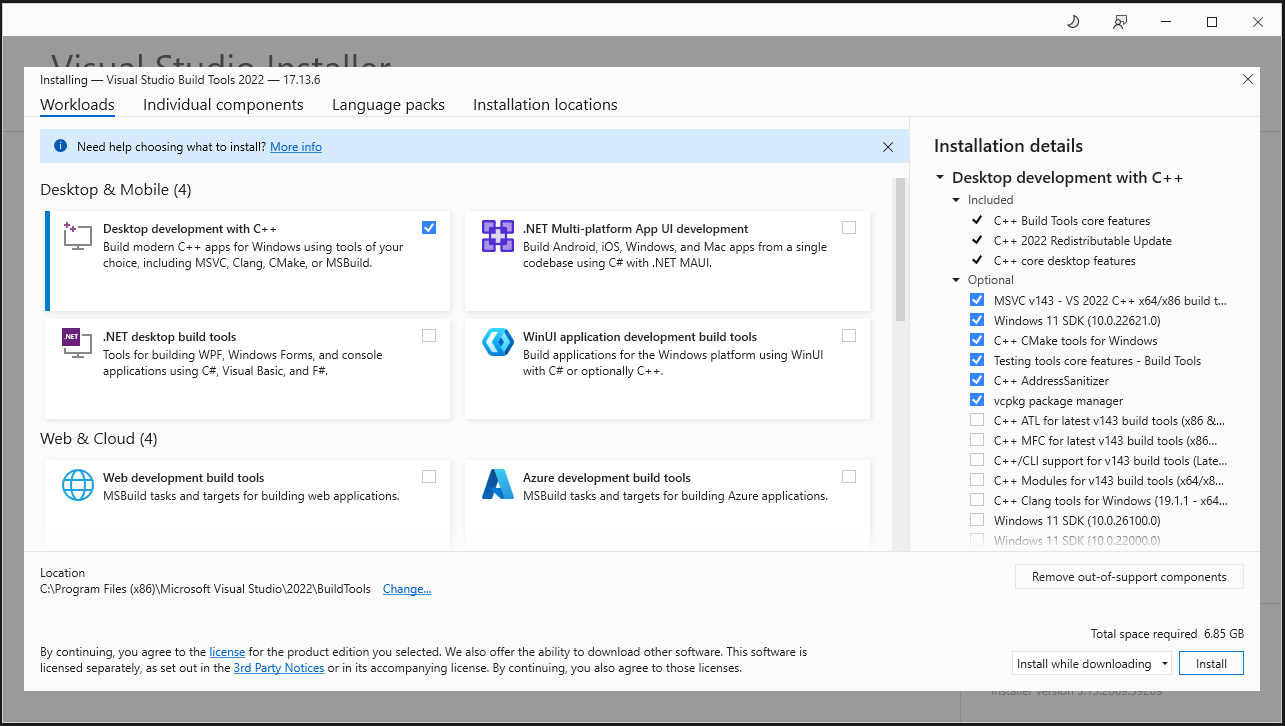 Visual Studio Installer
Installing — Visual Studio Build Tools 2022 — 17.13.6
Workloads Individual components Language packs Installation locations
Need help choosing what to install? More info
Desktop & Mobile (4)
Desktop development with C++
Build modern C++ apps for Windows using tools of your
choice, including MSVC, Clang, CMake, or MSBuild.
.NET Multi-platform App UI development
Build Android, iOS, Windows, and Mac apps from a single
codebase using C# with .NET MAUI.
.NET
.NET desktop build tools
Tools for building WPF, Windows Forms, and console
applications using C#, Visual Basic, and F#.
WinUI application development build tools
Build applications for the Windows platform using WinUI
with C# or optionally C++.
Web & Cloud (4)
Web development build tools
MSBuild tasks and targets for building web applications.
Azure development build tools
MSBuild tasks and targets for building Azure applications.
Installation details
Desktop development with C++
Included
C++ Build Tools core features
C++ 2022 Redistributable Update
C++ core desktop features
Optional
MSVC v143 - VS 2022 C++ x64/x86 build t...
Windows 11 SDK (10.0.22621.0)
C++ CMake tools for Windows
Testing tools core features - Build Tools
C++ AddressSanitizer
vcpkg package manager
C++ ATL for latest v143 build tools (x86 &...
C++ MFC for latest v143 build tools (x86...
C++/CLI support for v143 build tools (Late...
C++ Modules for v143 build tools (x64/x8...
C++ Clang tools for Windows (19.1.1 - x64...
Windows 11 SDK (10.0.26100.0)
Windows 11 SDK (10.0.22000.0)
Location
C:\Program Files (x86)\Microsoft Visual Studio\2022\BuildTools Change...
Remove out-of-support components
Total space required 6.85 GB
By continuing, you agree to the license for the product edition you selected. We also offer the ability to download other software. This software is
licensed separately, as set out in the 3rd Party Notices or in its accompanying license. By continuing, you also agree to those licenses.
Install while downloading Install
Installer version